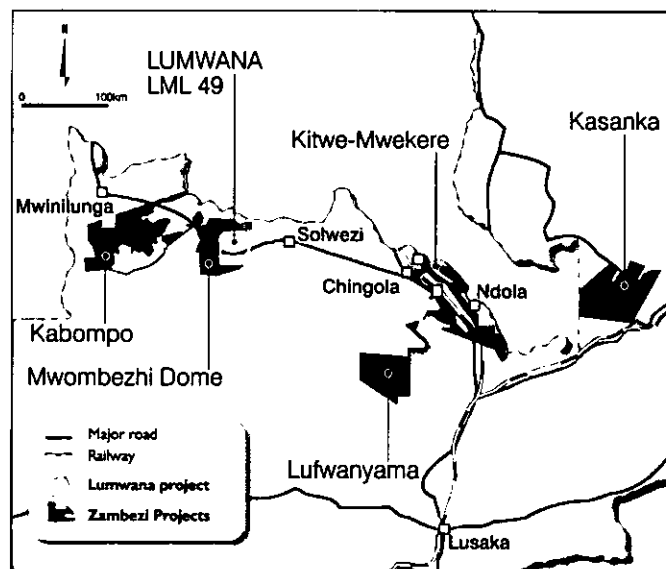 N
0 100km
LUMWANA
LML 49
Kitwe-Mwekere
Kasanka
Mwinilunga
Solwezi
Chingola
Ndola
Kabompo
Mwombezhi Dome
Lufwanyama
Major road
Railway
Lumwana project
Zambezi Projects
Lusaka